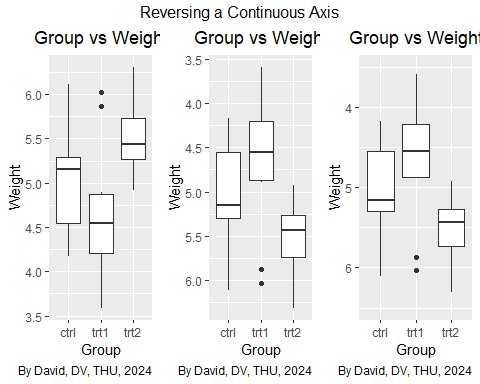 Reversing a Continuous Axis
Group vs Weigh
6.0
5.5
5.0
4.5
4.0
3.5
Weight
ctrl trt1 trt2
Group
By David, DV, THU, 2024
Group vs Weigh
3.5
4.0
4.5
5.0
5.5
6.0
Weight
ctrl trt1 trt2
Group
By David, DV, THU, 2024
Group vs Weight
4
5
6
Weight
ctrl trt1 trt2
Group
By David, DV, THU, 2024